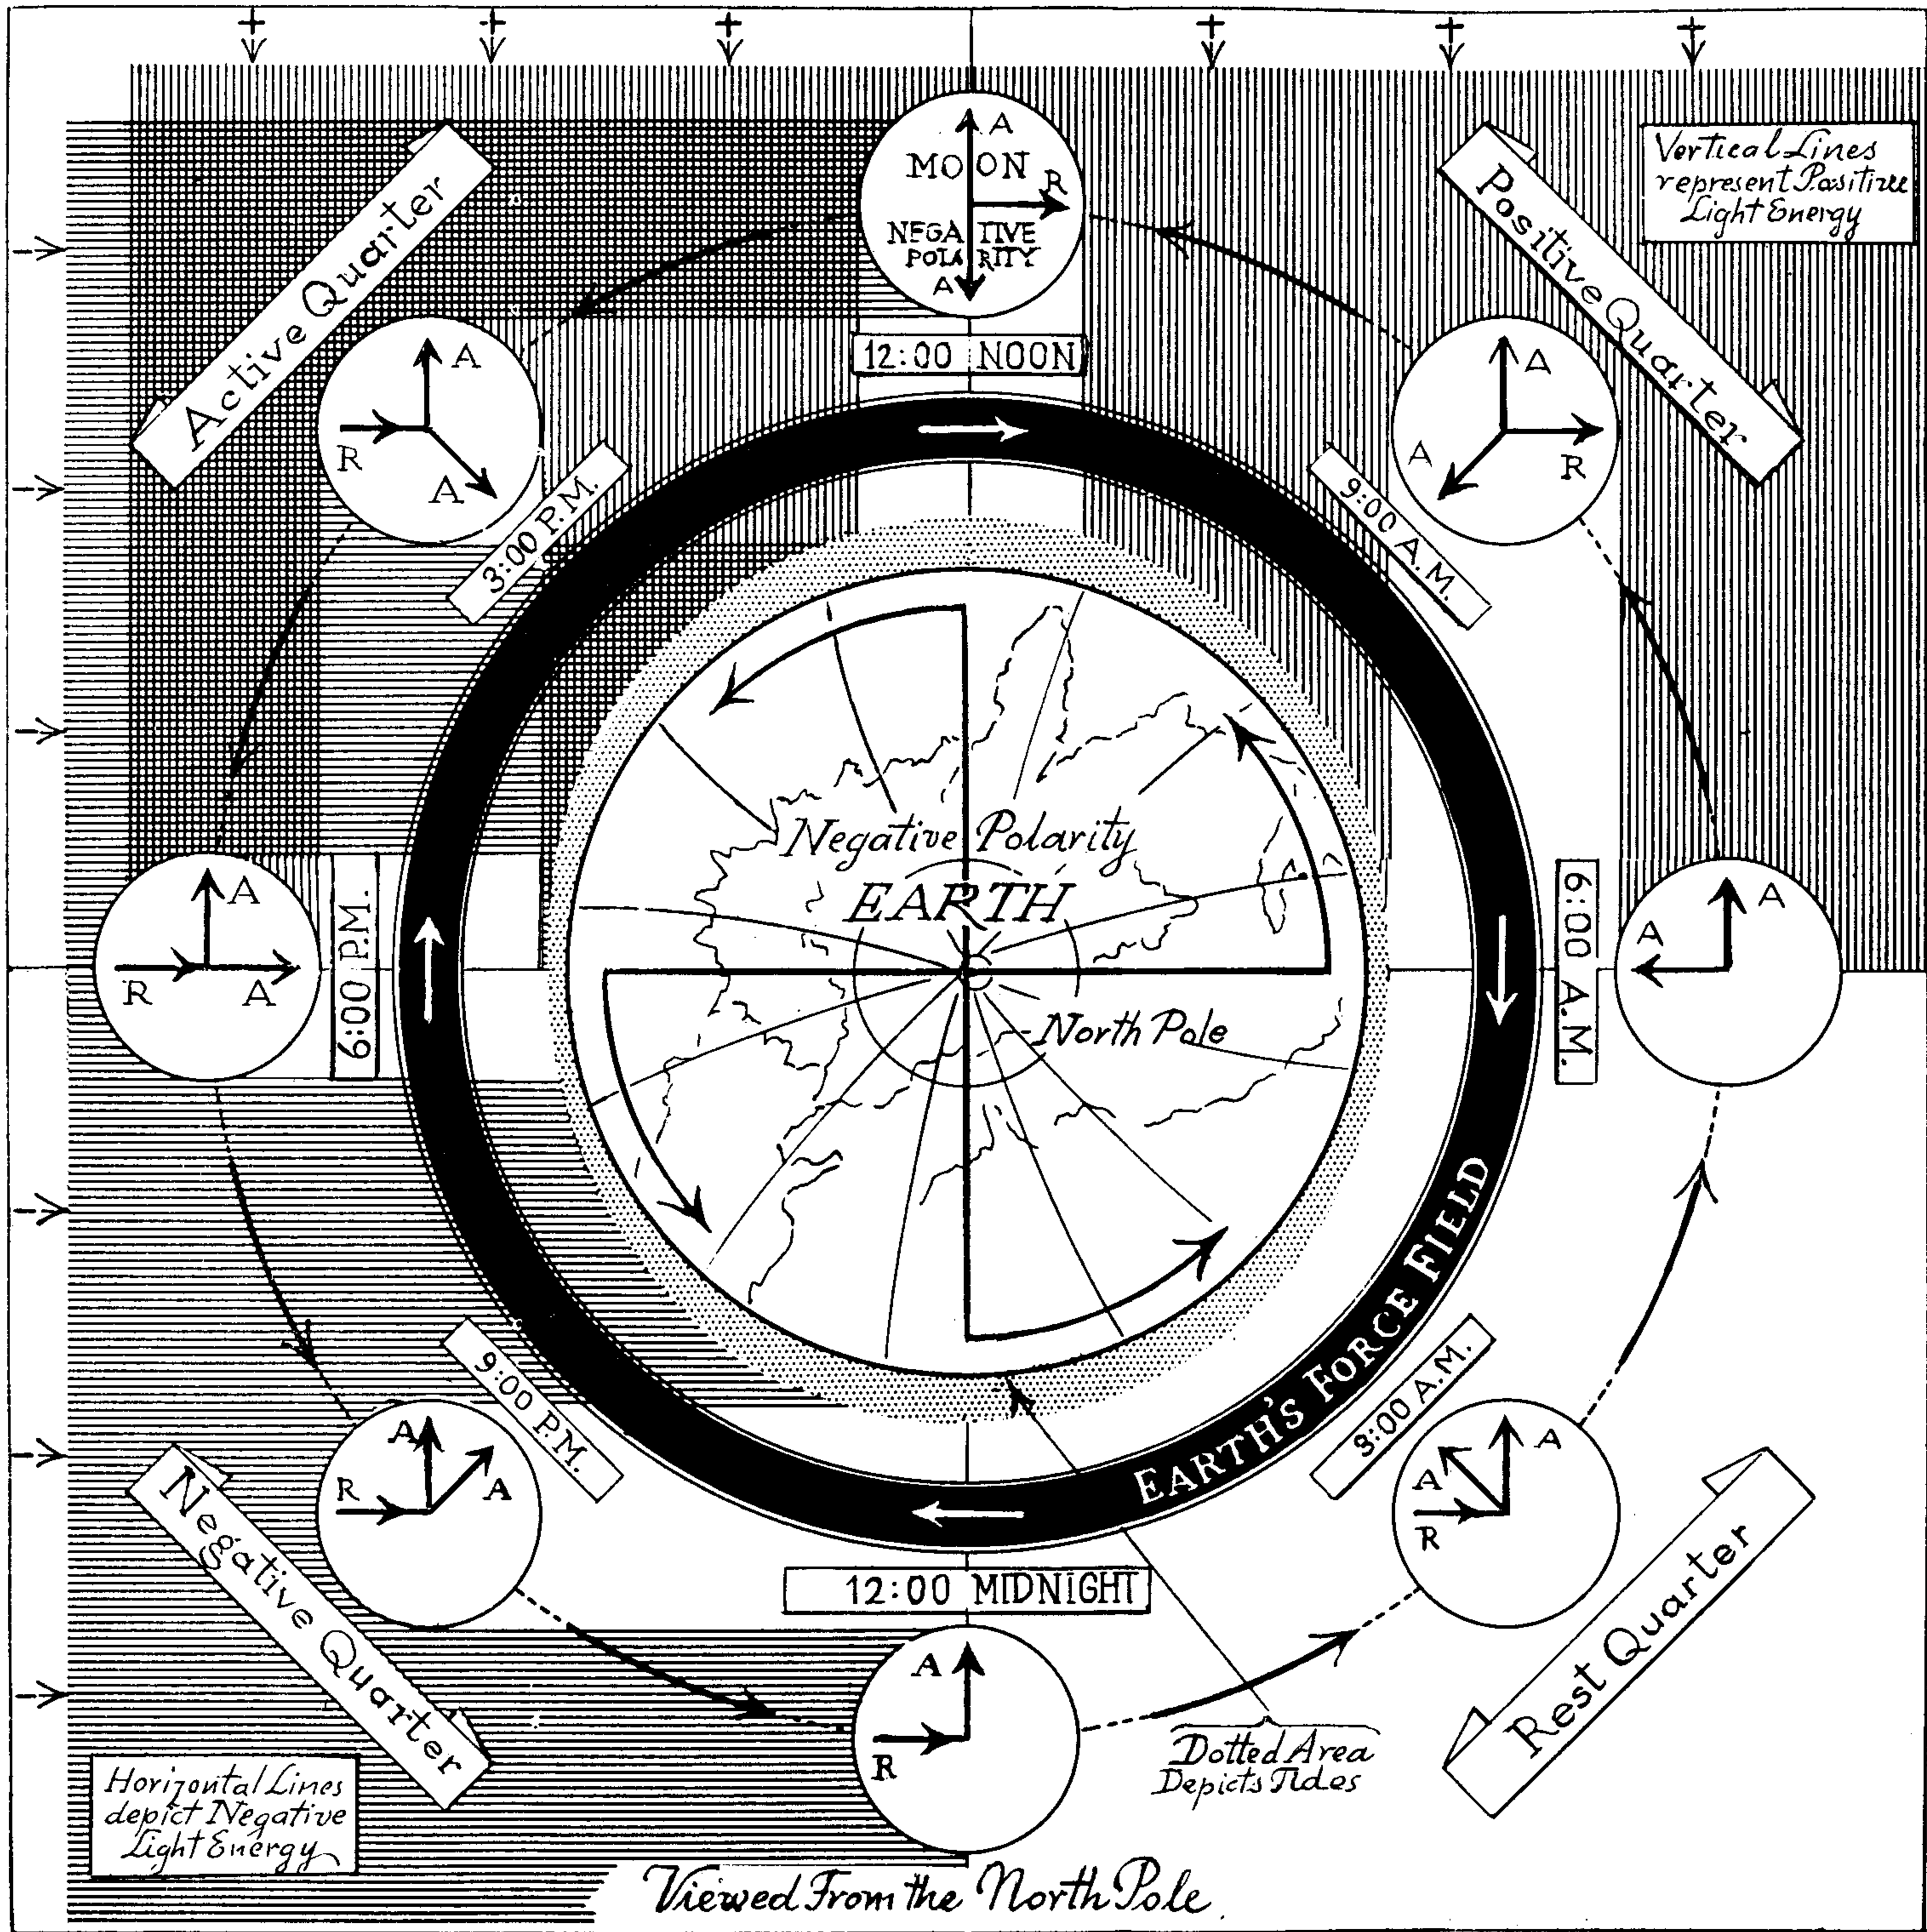 A
MOON
R
NEGATIVE
POLARITY
A
12:00 NOON
Vertical Lines
represent Positive
Light Energy
Active Quarter
Positive Quarter
A
R
A
A
A
R
3:00 P.M.
9:00 A.M.
Negative Polarity
EARTH
North Pole
A
R
A
6:00 P.M.
6:00 A.M.
A
A
EARTH'S FORCE FIELD
9:00 P.M.
3:00 A.M.
A
R
A
A
A
R
Negative Quarter
12:00 MIDNIGHT
Rest Quarter
A
R
Dotted Area
Depicts Tides
Horizontal Lines
depict Negative
Light Energy
Viewed From the North Pole